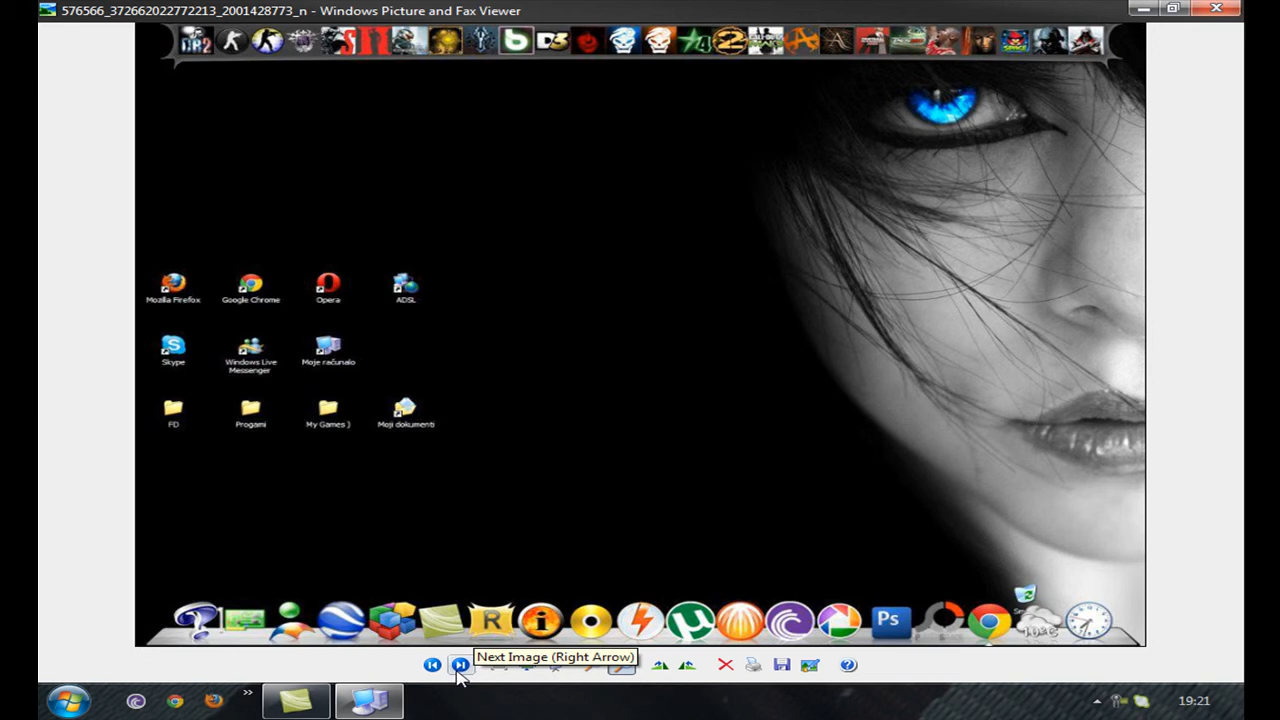 576566_372662022772213_2001428773_n - Windows Picture and Fax Viewer
Mozilla Firefox
Google Chrome
Opera
ADSL
Skype
Windows Live
Messenger
Moje računalo
FD
Progami
My Games )
Moji dokumenti
Ps
10°C
Next Image (Right Arrow)
19:21